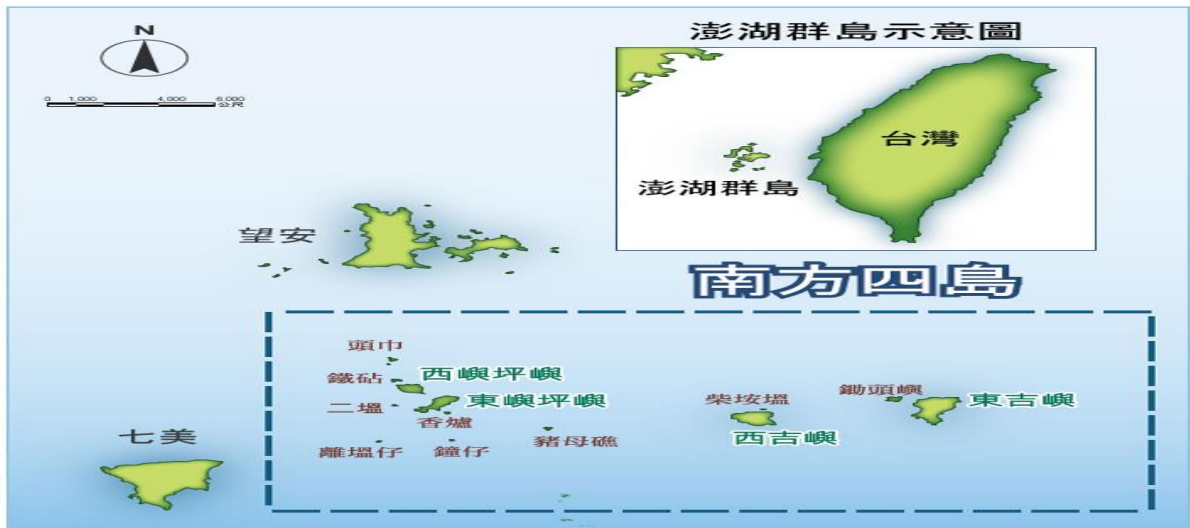 N
0 1,000 4,000 6,000
公尺
澎湖群島示意圖
台灣
澎湖群島
望安
南方四島
頭巾
鐵砧
西嶼坪嶼
二塭
東嶼坪嶼
香爐
離塭仔
鐘仔
豬母礁
柴垵塭
西吉嶼
鋤頭嶼
東吉嶼
七美